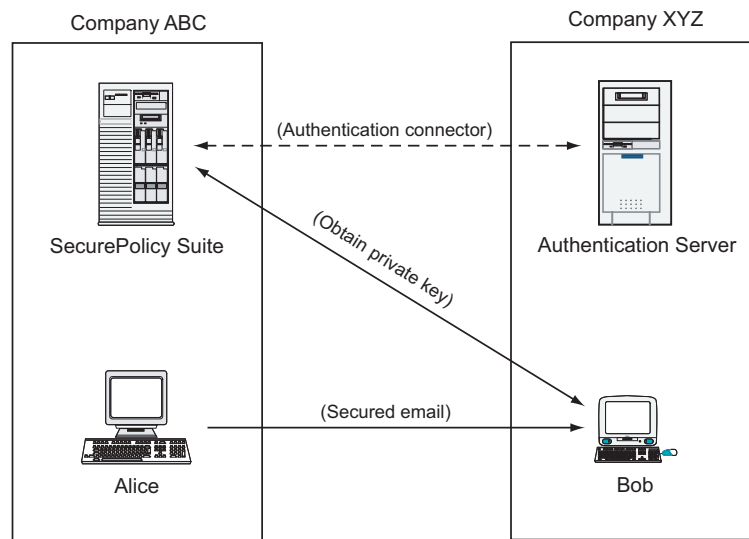 Company ABC
Company XYZ
(Authentication connector)
(Obtain private key)
SecurePolicy Suite
Authentication Server
(Secured email)
Alice
Bob